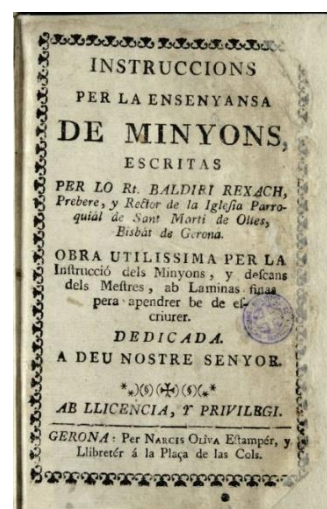 INSTRUCCIONS
PER LA ENSENYANSA
DE MINYONS,
ESCRITAS
PER LO Rt. BALDIRI REXACH,
Prebere, y Rector de la Iglesia Parro-
quiàl de Sant Marti de Olles,
Bisbàt de Gerona.
OBRA UTILISSIMA PER LA
Instrucció dels Minyons, y descans
dels Mestres, ab Laminas finas
pera apendrer be de es-
criurer.
DEDICADA.
A DEU NOSTRE SENYOR.
*⁎)(§)(✠)(§)(⁎*
AB LLICENCIA, Y PRIVILEGI.
GERONA: Per NARCIS OLIVA Estampér, y
Llibretér á la Plaça de las Cols.